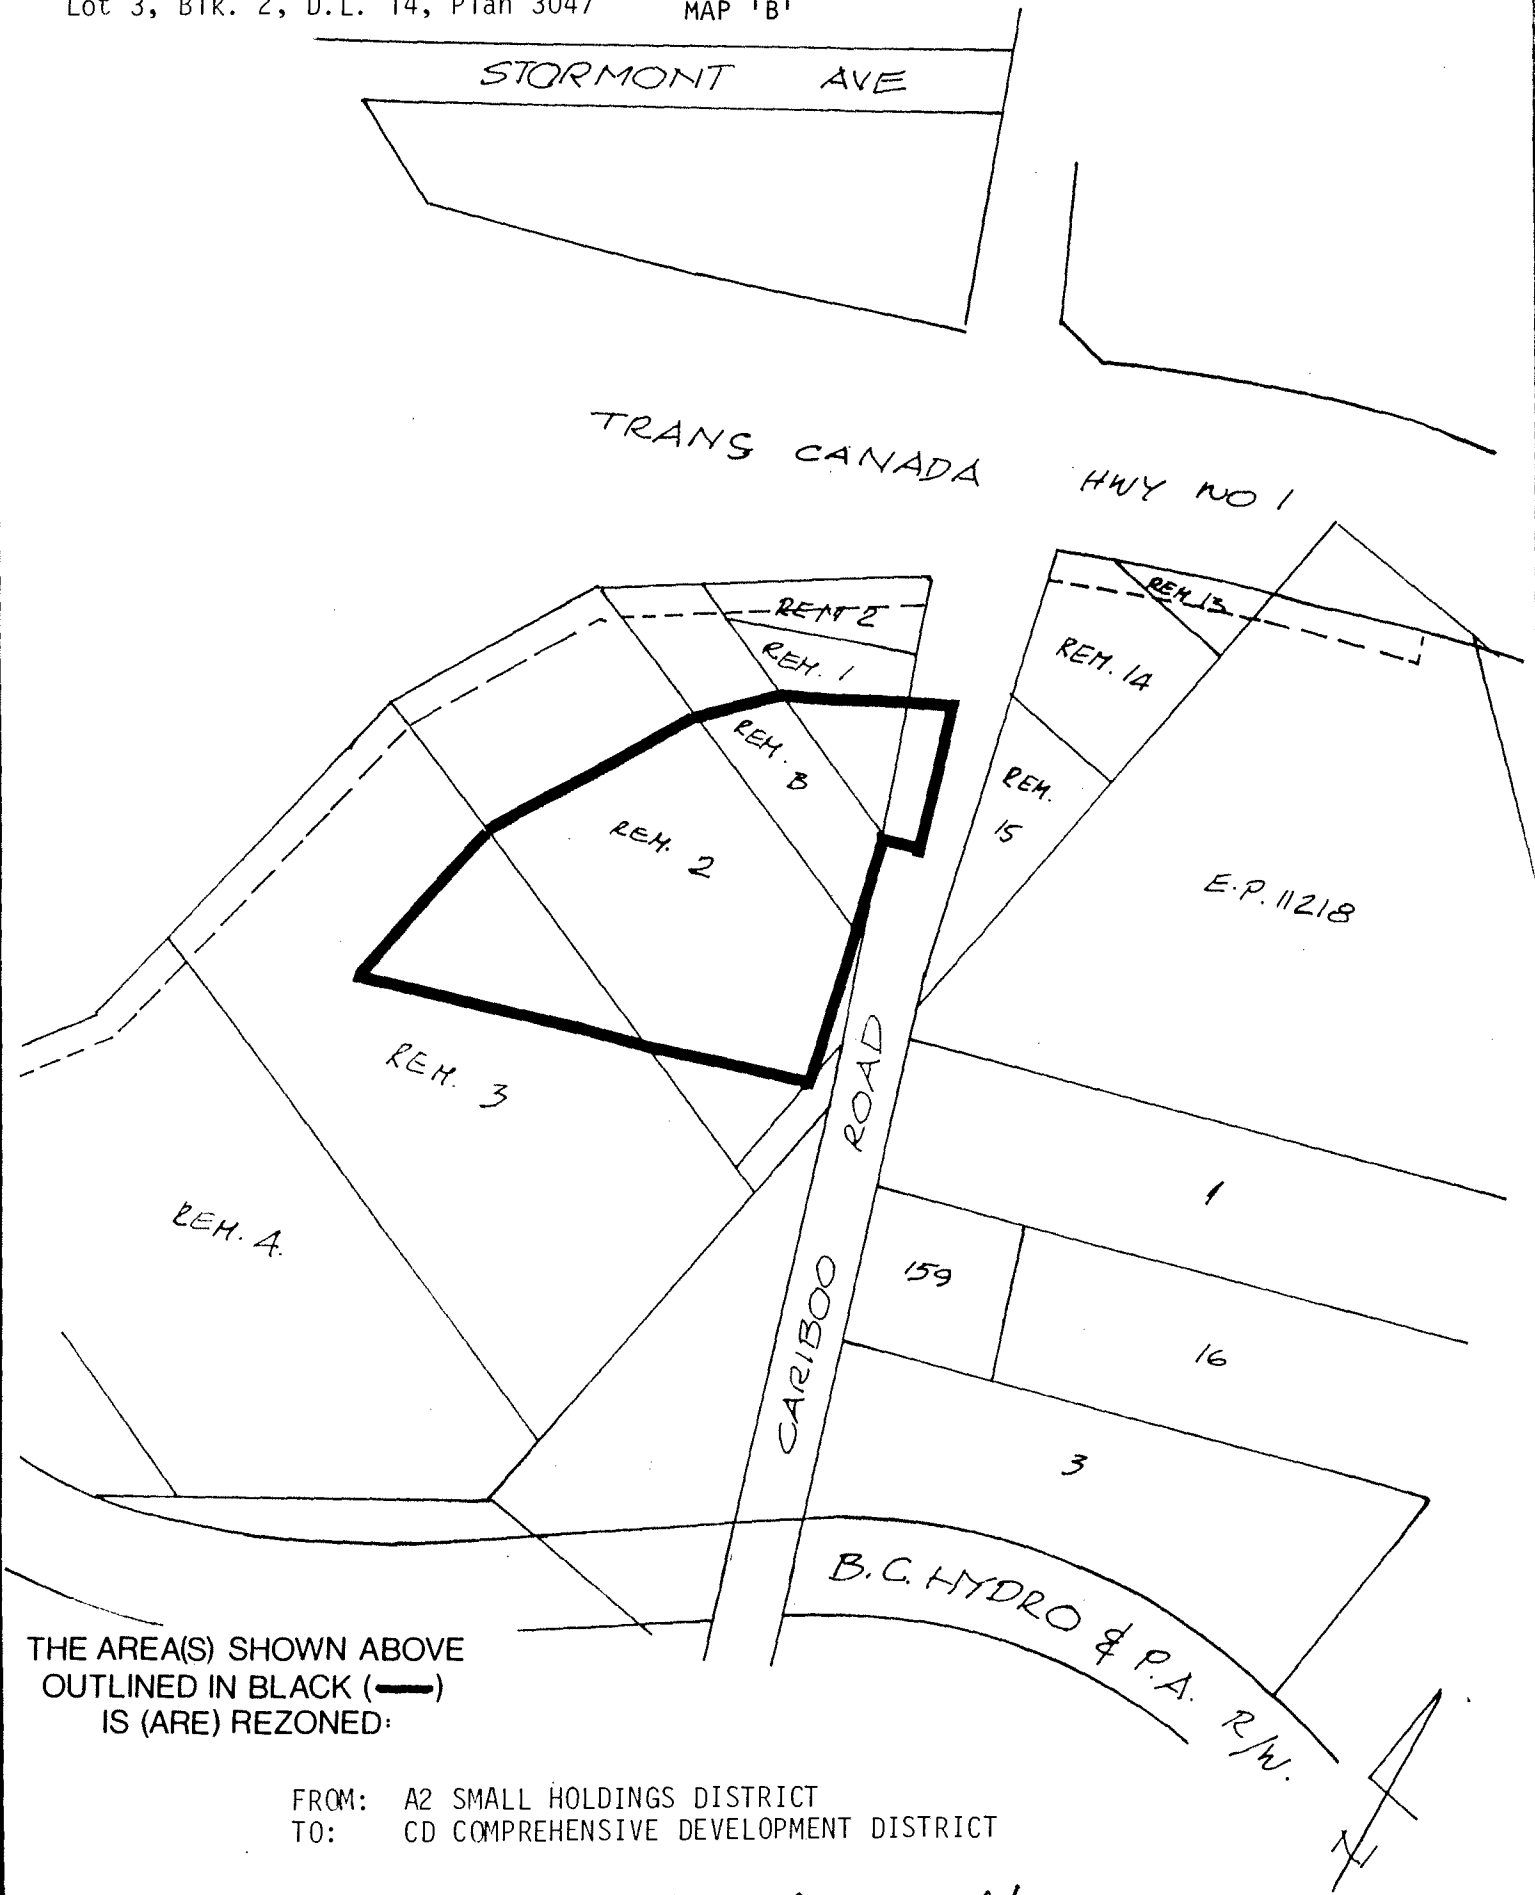 Lot 3, Blk. 2, D.L. 14, Plan 3047 MAP 'B'
STORMONT AVE
TRANS CANADA HWY NO 1
REM 2
REM. 1
REM. 13
REM. 14
REM. B
REM. 15
REM. 2
E.P. 11218
REM. 3
REM. 4.
CARIBOO ROAD
1
159
16
3
B.C. HYDRO & P.A. R/W.
THE AREA(S) SHOWN ABOVE
OUTLINED IN BLACK (—)
IS (ARE) REZONED:
FROM: A2 SMALL HOLDINGS DISTRICT
TO: CD COMPREHENSIVE DEVELOPMENT DISTRICT
N